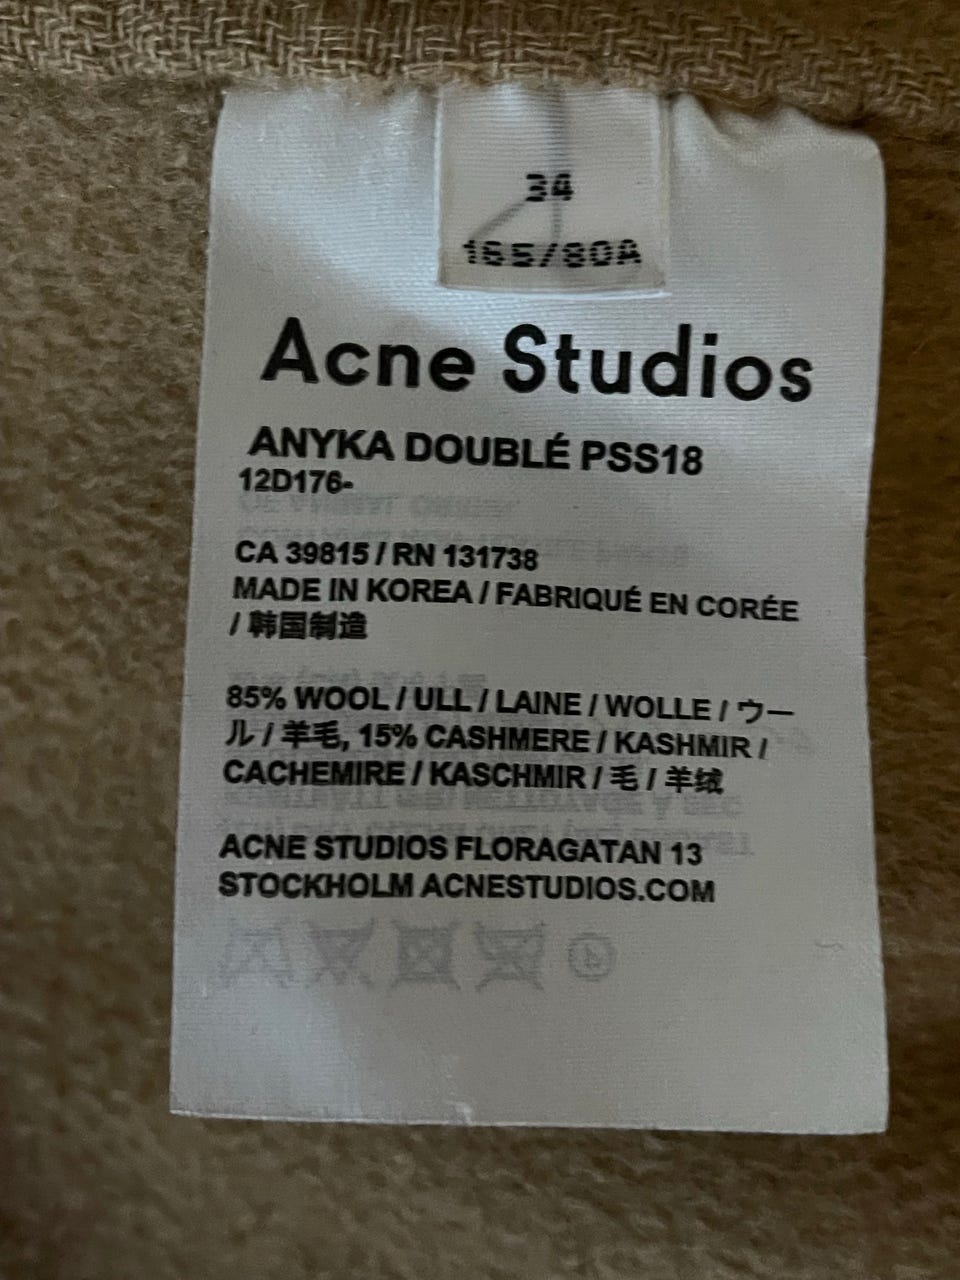 34
165/80A
Acne Studios
ANYKA DOUBLÉ PSS18
12D176-
CA 39815 / RN 131738
MADE IN KOREA / FABRIQUÉ EN CORÉE
/ 韩国制造
85% WOOL / ULL / LAINE / WOLLE / ウー
ル / 羊毛, 15% CASHMERE / KASHMIR /
CACHEMIRE / KASCHMIR / 毛 / 羊绒
ACNE STUDIOS FLORAGATAN 13
STOCKHOLM ACNESTUDIOS.COM